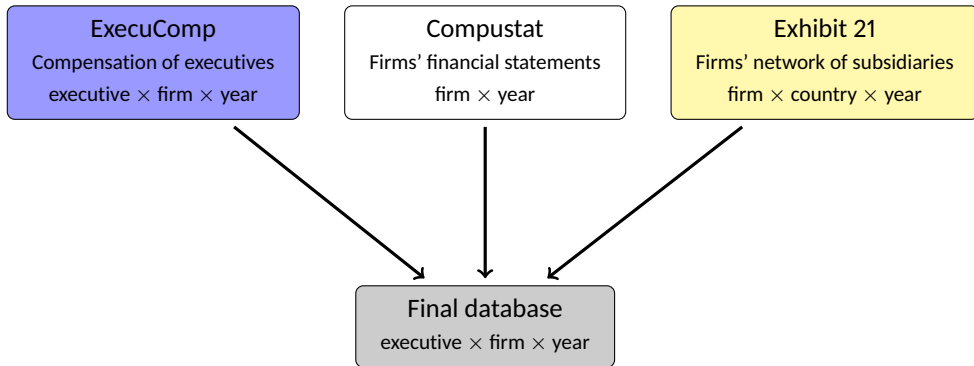 ExecuComp
Compensation of executives
executive × firm × year
Compustat
Firms' financial statements
firm × year
Exhibit 21
Firms' network of subsidiaries
firm × country × year
Final database
executive × firm × year